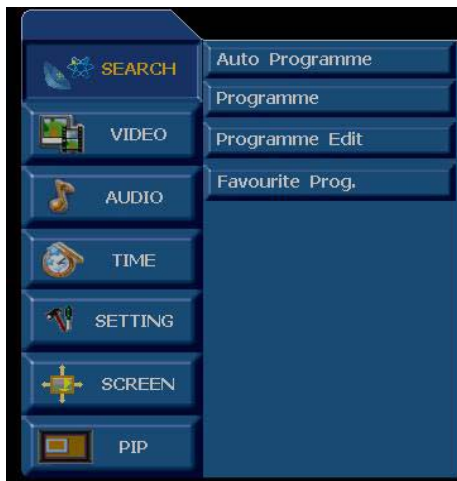 SEARCH
VIDEO
AUDIO
TIME
SETTING
SCREEN
PIP
Auto Programme
Programme
Programme Edit
Favourite Prog.